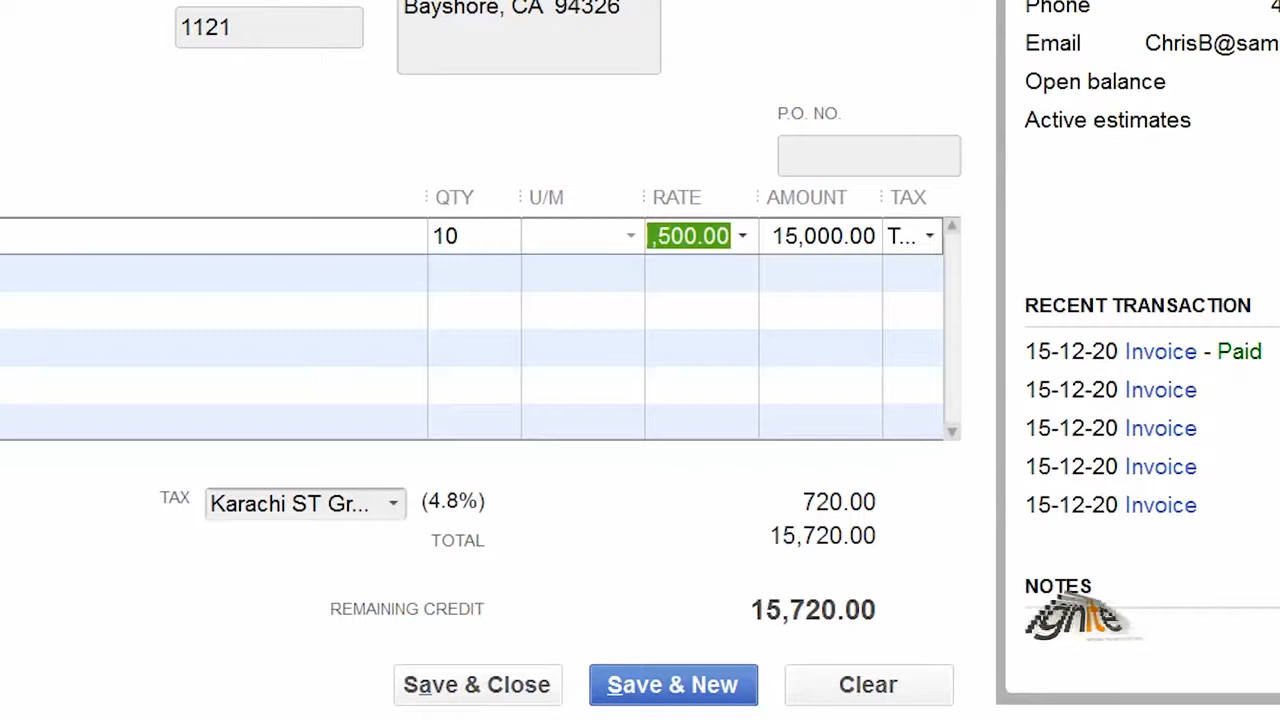 Bayshore, CA 94326
1121
Phone 4
Email ChrisB@sam
Open balance
Active estimates
P.O. NO.
QTY U/M RATE AMOUNT TAX
10 ,500.00 15,000.00 T...
RECENT TRANSACTION
15-12-20 Invoice - Paid
15-12-20 Invoice
15-12-20 Invoice
15-12-20 Invoice
15-12-20 Invoice
TAX Karachi ST Gr... (4.8%) 720.00
TOTAL 15,720.00
REMAINING CREDIT 15,720.00
NOTES
ignite
Save & Close Save & New Clear